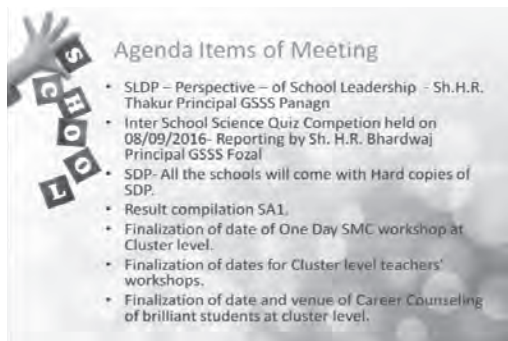 SCHOOL
Agenda Items of Meeting
• SLDP – Perspective – of School Leadership - Sh.H.R.
Thakur Principal GSSS Panagn
• Inter School Science Quiz Competion held on
08/09/2016- Reporting by Sh. H.R. Bhardwaj
Principal GSSS Fozal
• SDP- All the schools will come with Hard copies of
SDP.
• Result compilation SA1.
• Finalization of date of One Day SMC workshop at
Cluster level.
• Finalization of dates for Cluster level teachers'
workshops.
• Finalization of date and venue of Career Counseling
of brilliant students at cluster level.